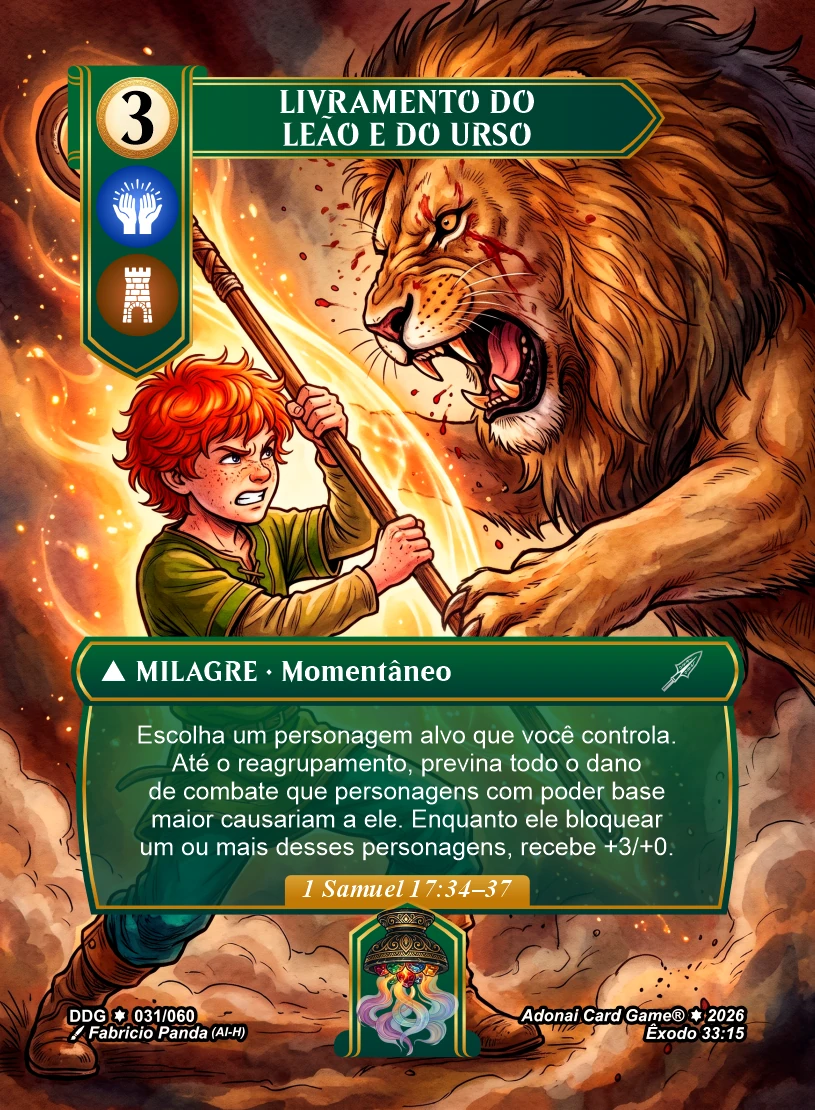 3
LIVRAMENTO DO
LEÃO E DO URSO
MILAGRE · Momentâneo
Escolha um personagem alvo que você controla.
Até o reagrupamento, previna todo o dano
de combate que personagens com poder base
maior causariam a ele. Enquanto ele bloquear
um ou mais desses personagens, recebe +3/+0.
1 Samuel 17:34–37
DDG ✸ 031/060
Fabricio Panda (AI-H)
Adonai Card Game® ✸ 2026
Êxodo 33:15